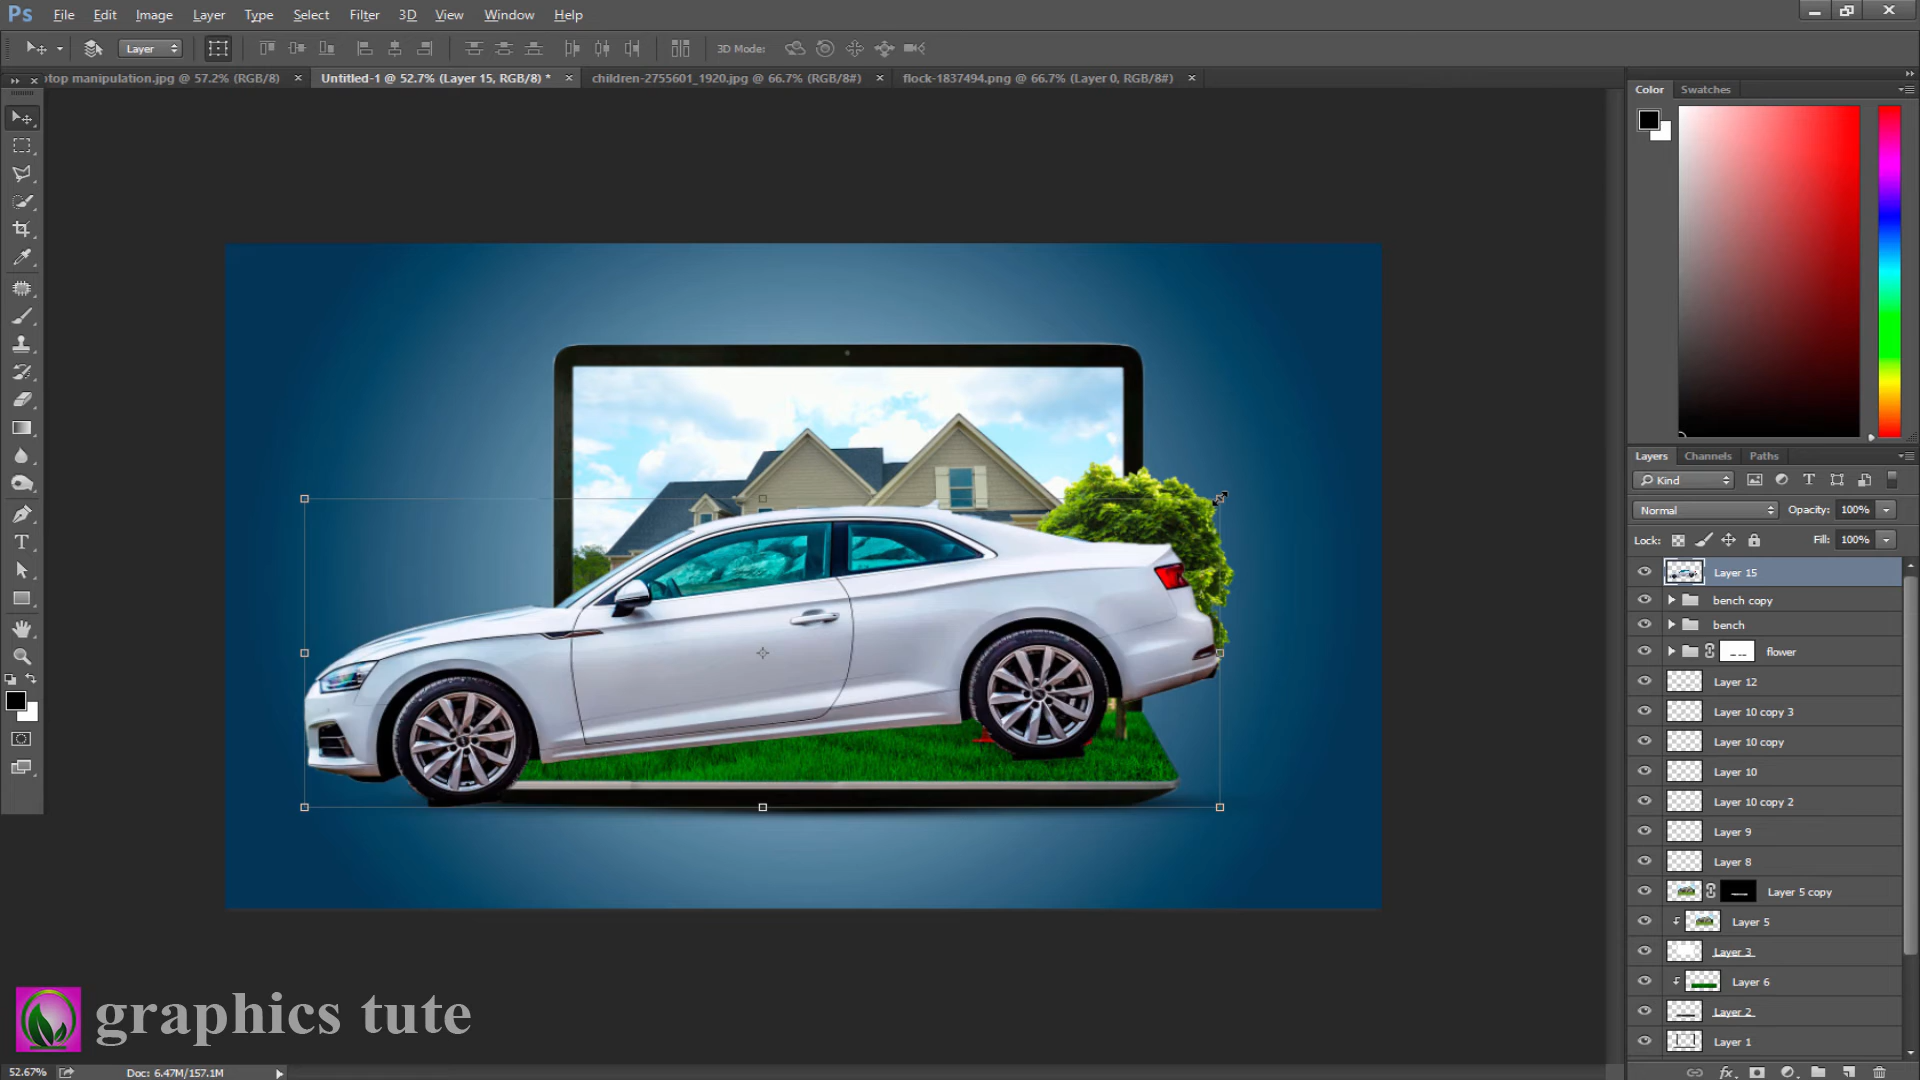 Ps File Edit Image Layer Type Select Filter 3D View Window Help
Layer 3D Mode:
top manipulation.jpg @ 57.2% (RGB/8) Untitled-1 @ 52.7% (Layer 15, RGB/8) * children-2755601_1920.jpg @ 66.7% (RGB/8#) flock-1837494.png @ 66.7% (Layer 0, RGB/8#)
Color Swatches
Layers Channels Paths
Kind
Normal Opacity: 100%
Lock: Fill: 100%
Layer 15
bench copy
bench
flower
Layer 12
Layer 10 copy 3
Layer 10 copy
Layer 10
Layer 10 copy 2
Layer 9
Layer 8
Layer 5 copy
Layer 5
Layer 3
Layer 6
Layer 2
Layer 1
graphics tute
52.67% Doc: 6.47M/157.1M